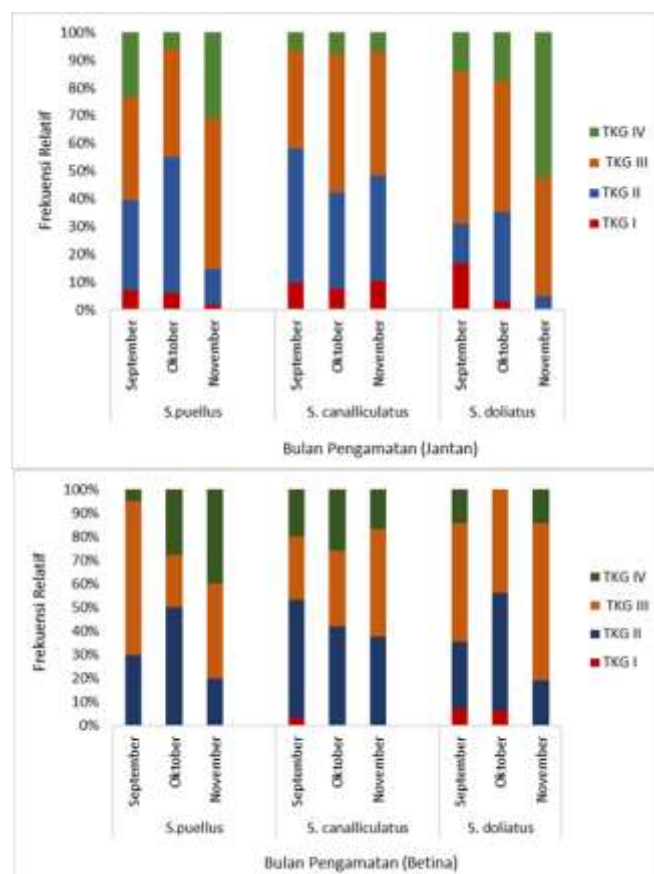 100%
90%
80%
70%
60%
50%
40%
30%
20%
10%
0%
Frekuensi Relatif
TKG IV
TKG III
TKG II
TKG I
September Oktober November September Oktober November September Oktober November
S.puellus S. canalliculatus S. doliatus
Bulan Pengamatan (Jantan)
100%
90%
80%
70%
60%
50%
40%
30%
20%
10%
0%
Frekuensi Relatif
TKG IV
TKG III
TKG II
TKG I
September Oktober November September Oktober November September Oktober November
S.puellus S. canalliculatus S. doliatus
Bulan Pengamatan (Betina)